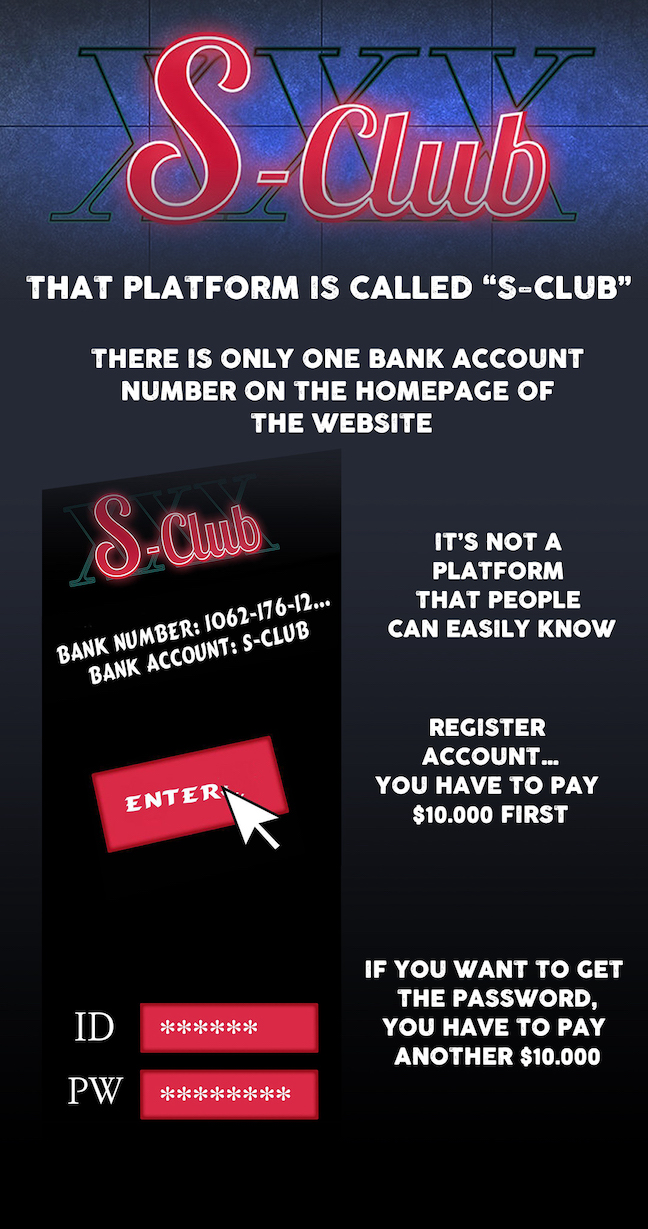 XXX
S-Club
THAT PLATFORM IS CALLED “S-CLUB”
THERE IS ONLY ONE BANK ACCOUNT
NUMBER ON THE HOMEPAGE OF
THE WEBSITE
XXX
S-Club
BANK NUMBER: 1062-176-12...
BANK ACCOUNT: S-CLUB
IT’S NOT A
PLATFORM
THAT PEOPLE
CAN EASILY KNOW
REGISTER
ACCOUNT...
YOU HAVE TO PAY
$10.000 FIRST
ENTER...
IF YOU WANT TO GET
THE PASSWORD,
YOU HAVE TO PAY
ANOTHER $10.000
ID ******
PW ********